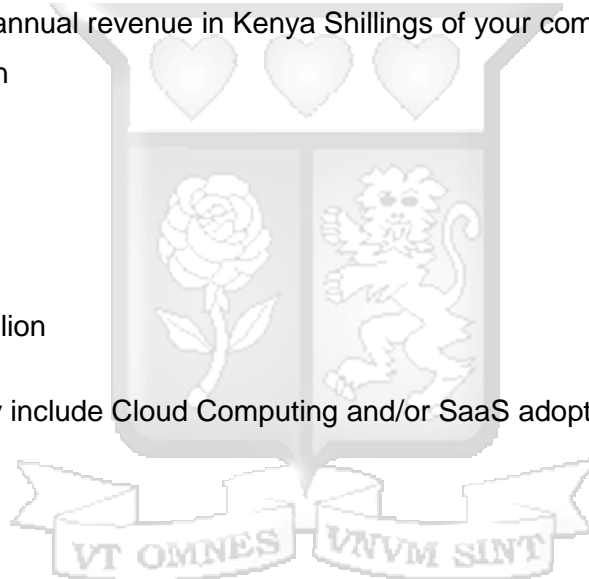 annual revenue in Kenya Shillings of your com
n
lion
y include Cloud Computing and/or SaaS adopt
VT OMNES VNVM SINT